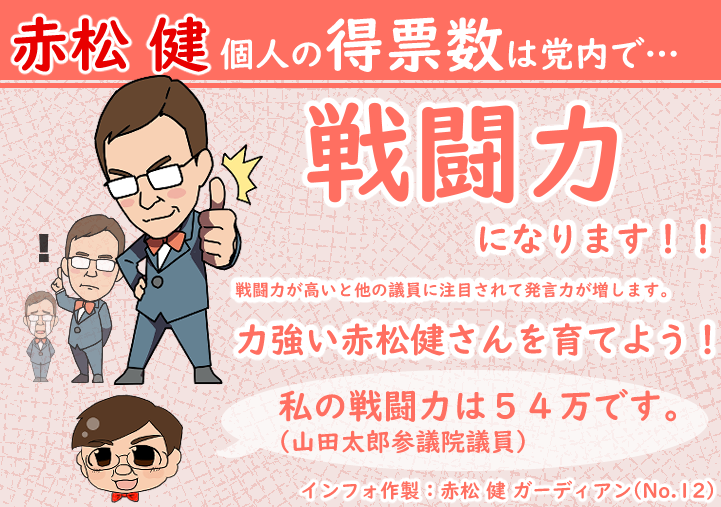 赤松 健 個人の得票数は党内で…
戦闘力
になります！！
戦闘力が高いと他の議員に注目されて発言力が増します。
力強い赤松健さんを育てよう！
！
私の戦闘力は５４万です。
(山田太郎参議院議員)
インフォ作製：赤松 健 ガーディアン(No.12)